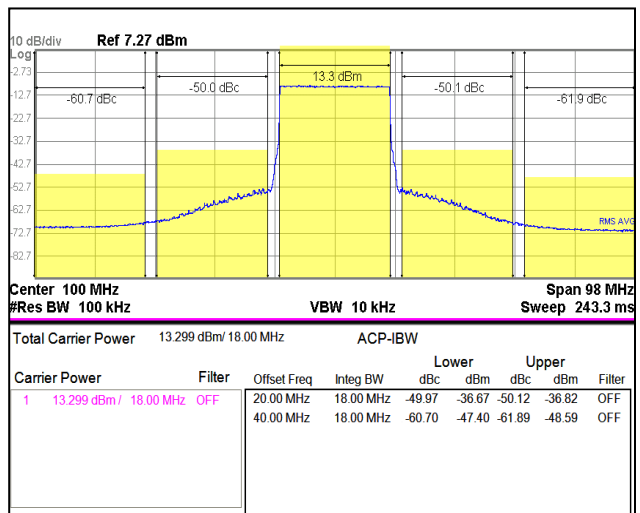 10 dB/div Ref 7.27 dBm
Log
-2.73
-12.7
-22.7
-32.7
-42.7
-52.7
-62.7
-72.7
-82.7
-60.7 dBc
-50.0 dBc
13.3 dBm
-50.1 dBc
-61.9 dBc
RMS AVG
Center 100 MHz Span 98 MHz
#Res BW 100 kHz VBW 10 kHz Sweep 243.3 ms
Total Carrier Power 13.299 dBm/ 18.00 MHz ACP-IBW
Lower Upper
Carrier Power Filter Offset Freq Integ BW dBc dBm dBc dBm Filter
1 13.299 dBm / 18.00 MHz OFF 20.00 MHz 18.00 MHz -49.97 -36.67 -50.12 -36.82 OFF
40.00 MHz 18.00 MHz -60.70 -47.40 -61.89 -48.59 OFF